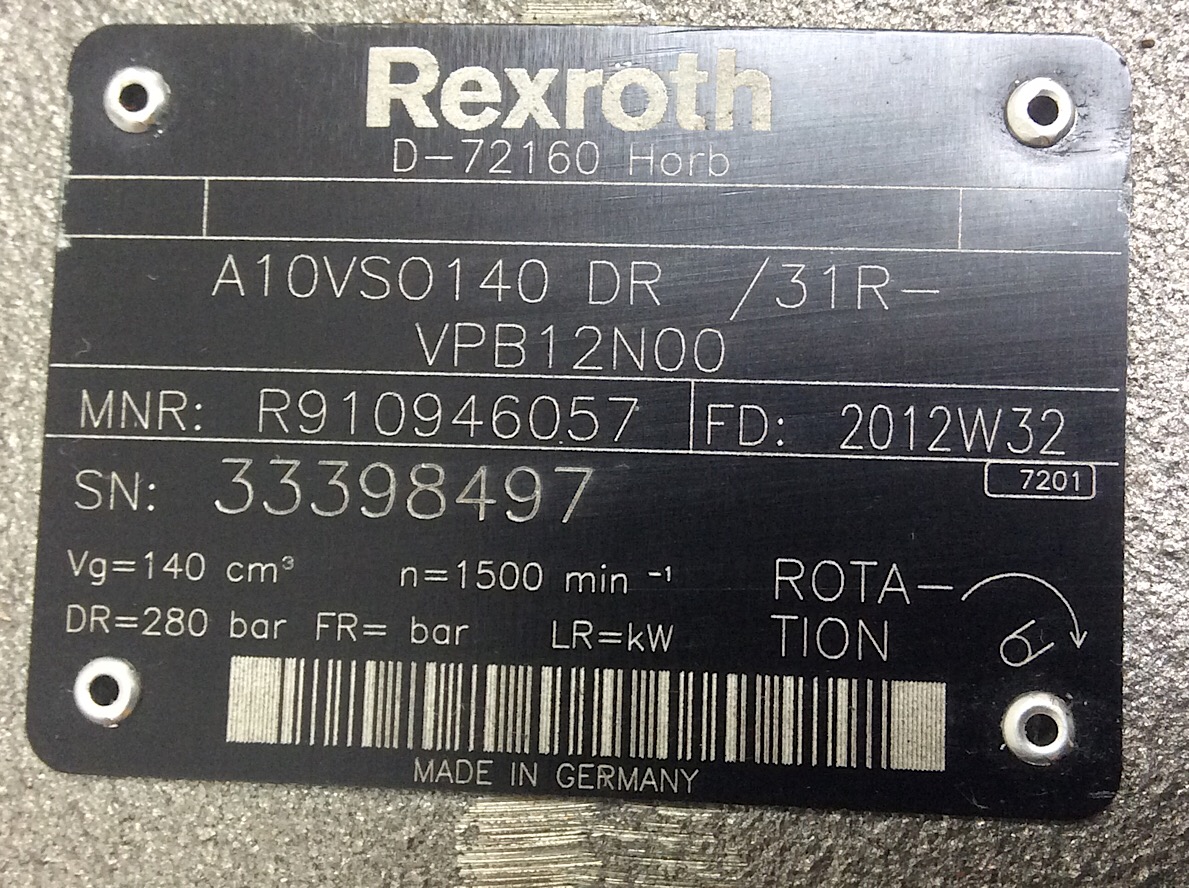 Rexroth
D-72160 Horb
A10VSO140 DR /31R-
VPB12N00
MNR: R910946057 FD: 2012W32
7201
SN: 33398497
Vg=140 cm³ n=1500 min ⁻¹
DR=280 bar FR= bar LR=kW
ROTA-
TION
MADE IN GERMANY